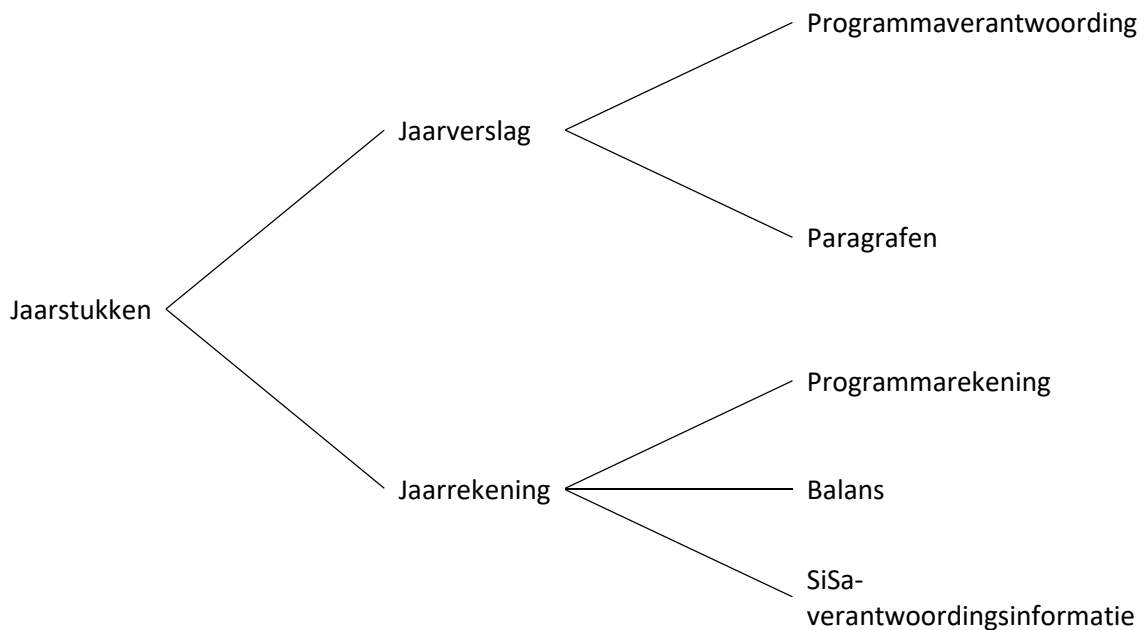 Programmaverantwoording
Jaarverslag
Paragrafen
Jaarstukken
Programmarekening
Jaarrekening
Balans
SiSa-
verantwoordingsinformatie